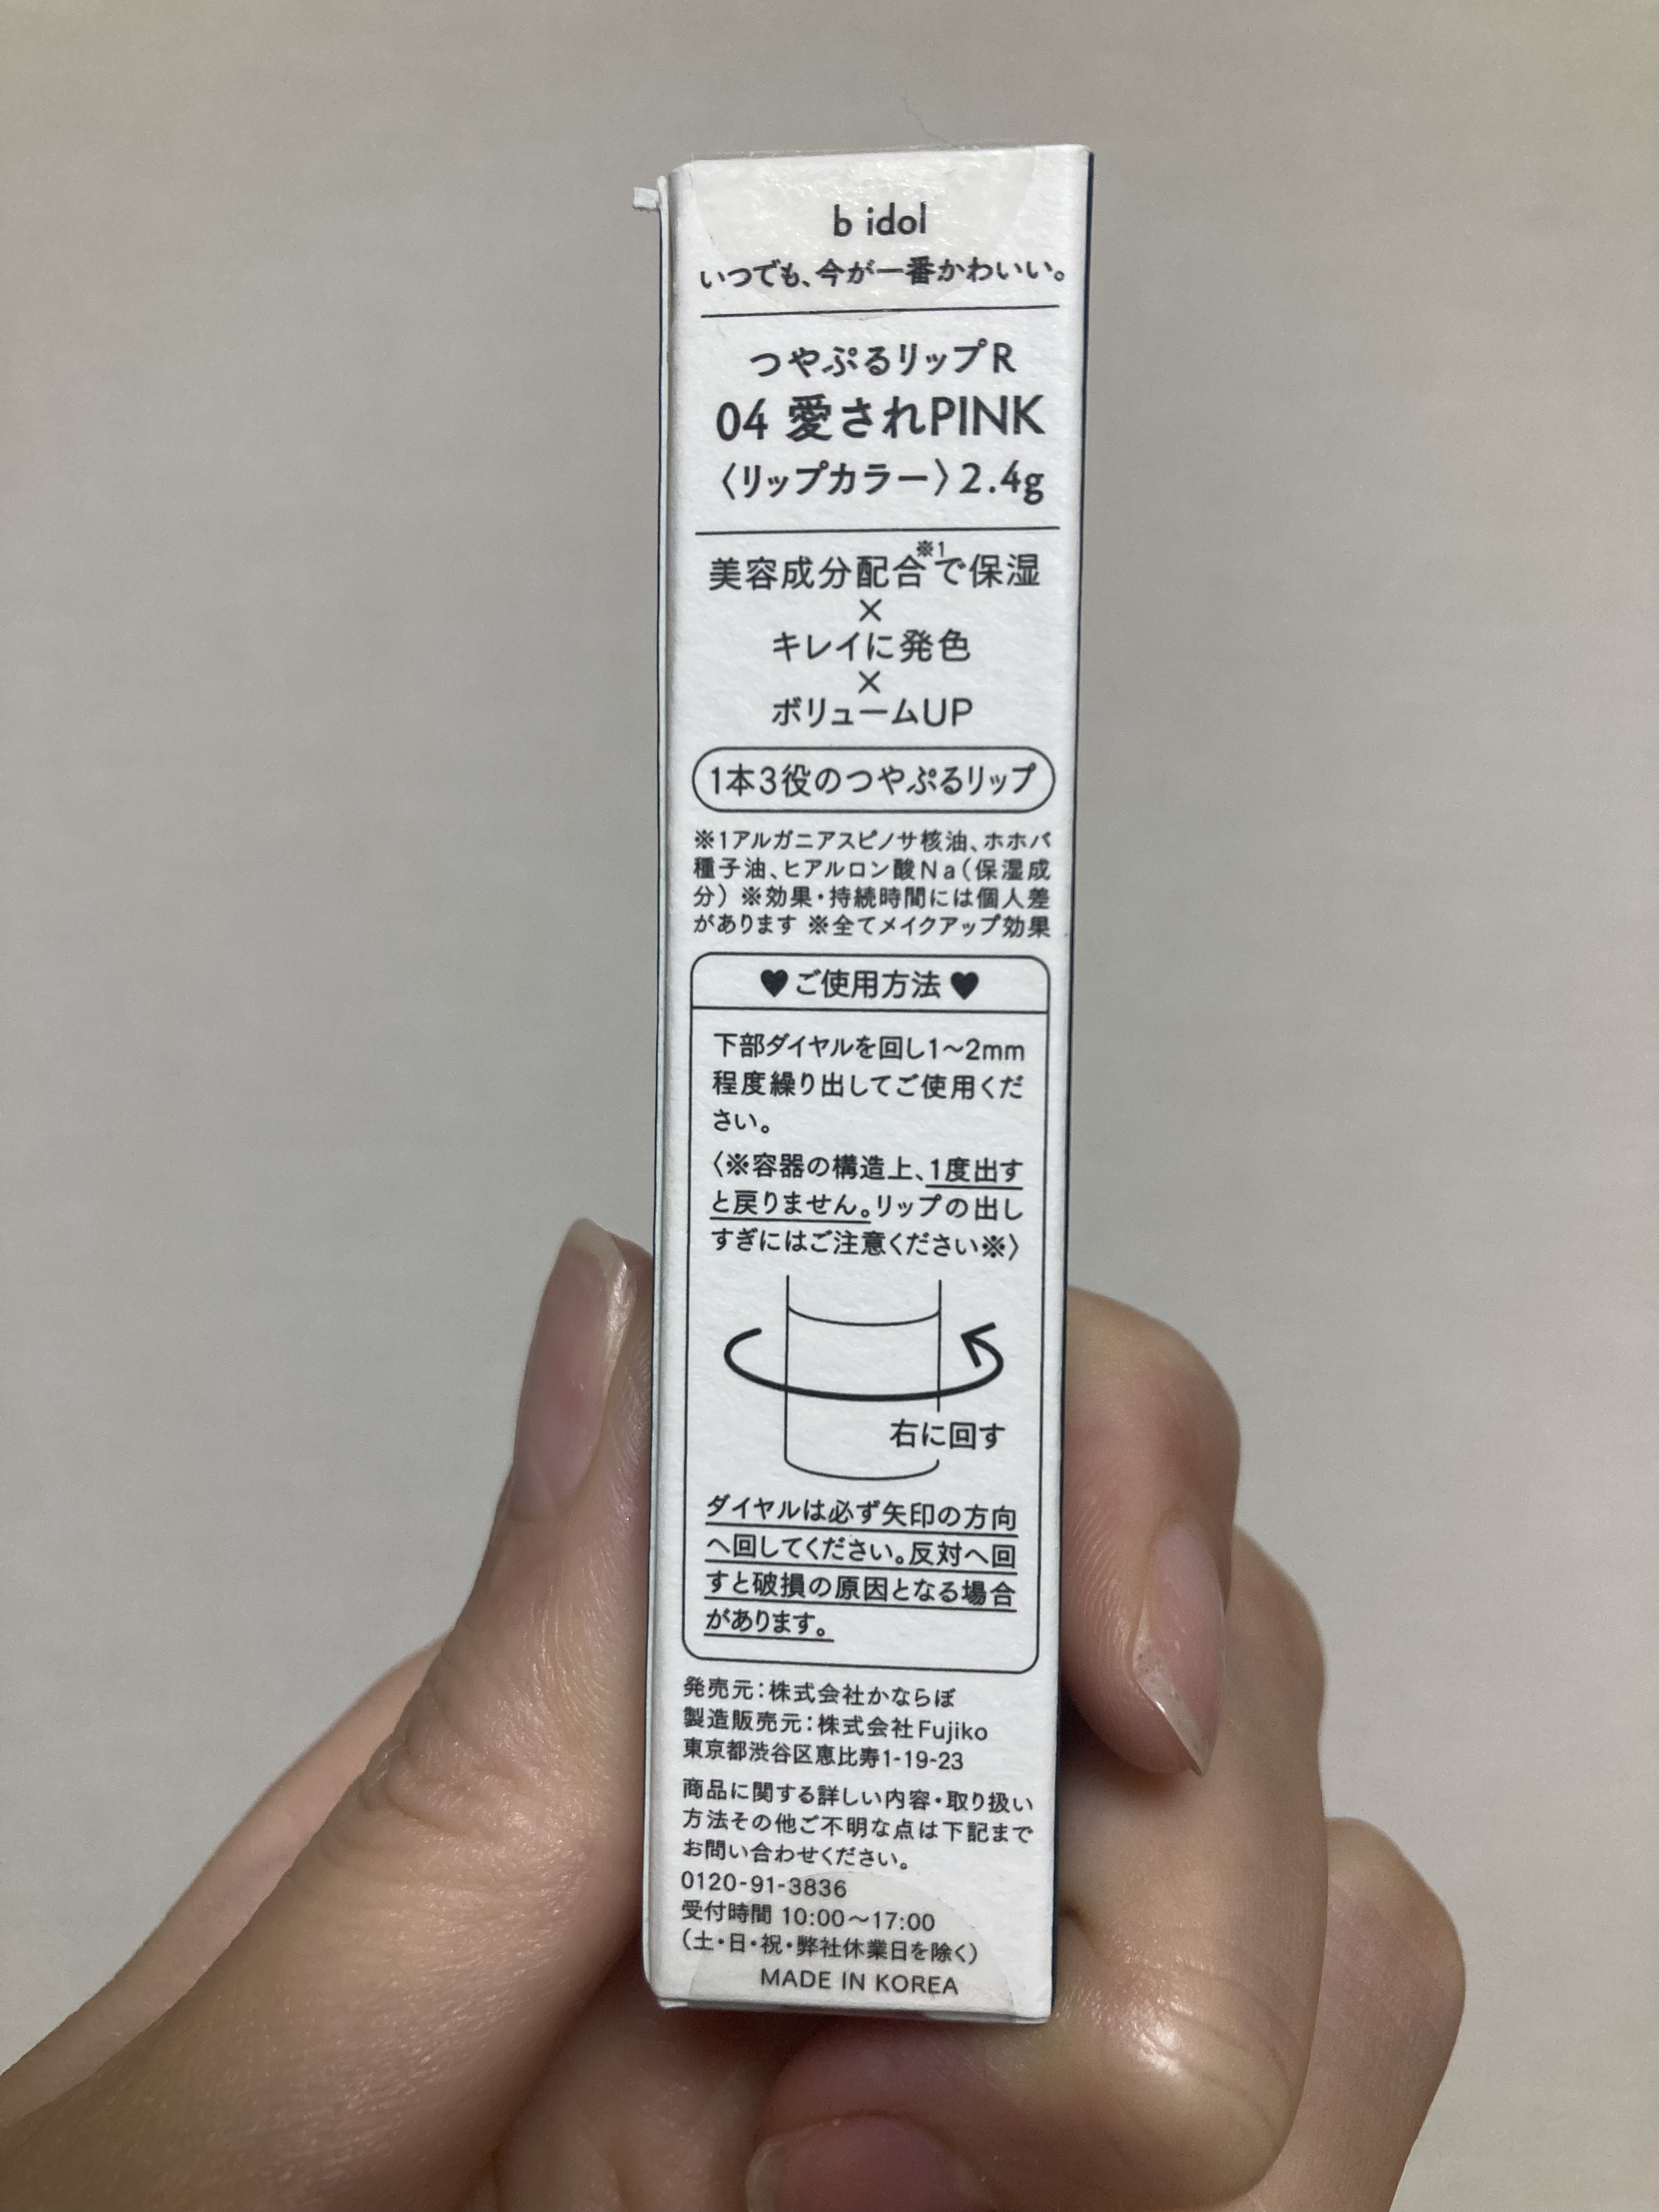 b idol
いつでも、今が一番かわいい。
つやぷるリップR
04 愛されPINK
〈リップカラー〉2.4g
美容成分配合※1で保湿
×
キレイに発色
×
ボリュームUP
1本3役のつやぷるリップ
※1アルガニアスピノサ核油、ホホバ
種子油、ヒアルロン酸Na(保湿成
分) ※効果・持続時間には個人差
があります ※全てメイクアップ効果
♥ご使用方法♥
下部ダイヤルを回し1〜2mm
程度繰り出してご使用くだ
さい。
〈※容器の構造上、1度出す
と戻りません。リップの出し
すぎにはご注意ください※〉
右に回す
ダイヤルは必ず矢印の方向
へ回してください。反対へ回
すと破損の原因となる場合
があります。
発売元:株式会社かならぼ
製造販売元:株式会社Fujiko
東京都渋谷区恵比寿1-19-23
商品に関する詳しい内容・取り扱い
方法その他ご不明な点は下記まで
お問い合わせください。
0120-91-3836
受付時間 10:00〜17:00
(土・日・祝・弊社休業日を除く)
MADE IN KOREA